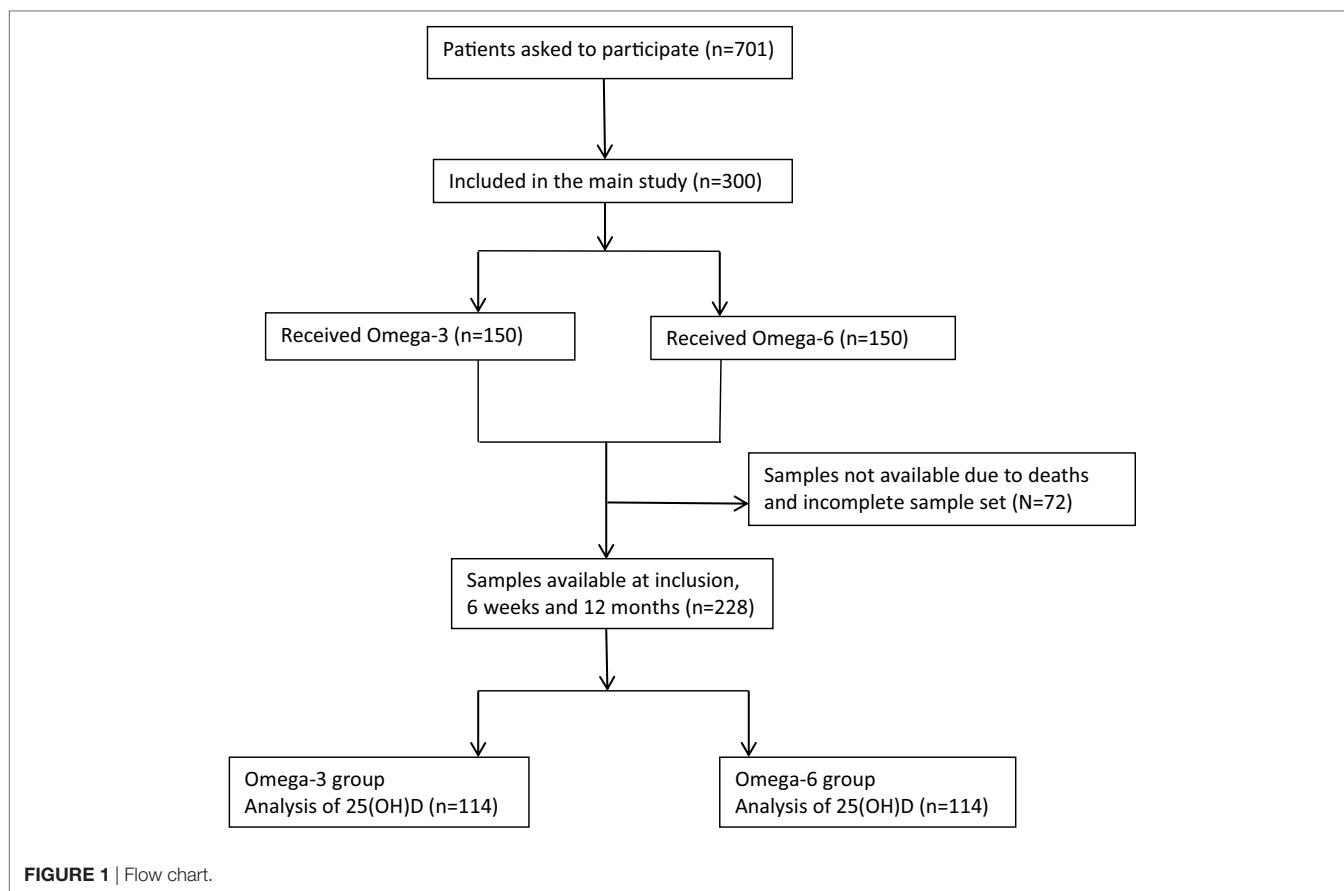 Patients asked to participate (n=701)
Included in the main study (n=300)
Received Omega-3 (n=150)
Received Omega-6 (n=150)
Samples not available due to deaths
and incomplete sample set (N=72)
Samples available at inclusion,
6 weeks and 12 months (n=228)
Omega-3 group
Analysis of 25(OH)D (n=114)
Omega-6 group
Analysis of 25(OH)D (n=114)
FIGURE 1 | Flow chart.